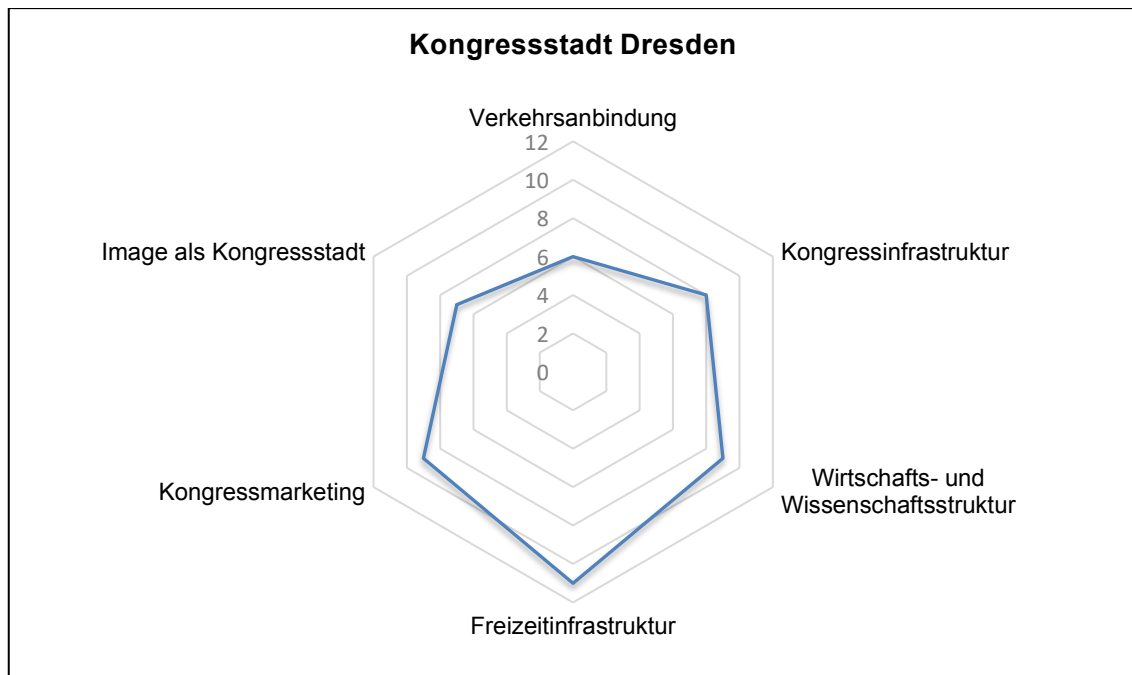 Kongressstadt Dresden
Verkehrsanbindung
12
10
8
6
4
2
0
Image als Kongressstadt
Kongressinfrastruktur
Kongressmarketing
Wirtschafts- und
Wissenschaftsstruktur
Freizeitinfrastruktur